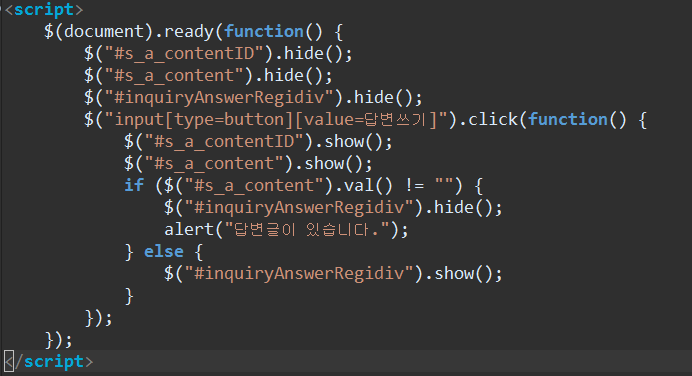 <script>
$(document).ready(function() {
$("#s_a_contentID").hide();
$("#s_a_content").hide();
$("#inquiryAnswerRegidiv").hide();
$("input[type=button][value=답변쓰기]").click(function() {
$("#s_a_contentID").show();
$("#s_a_content").show();
if ($("#s_a_content").val() != "") {
$("#inquiryAnswerRegidiv").hide();
alert("답변글이 있습니다.");
} else {
$("#inquiryAnswerRegidiv").show();
}
});
});
</script>